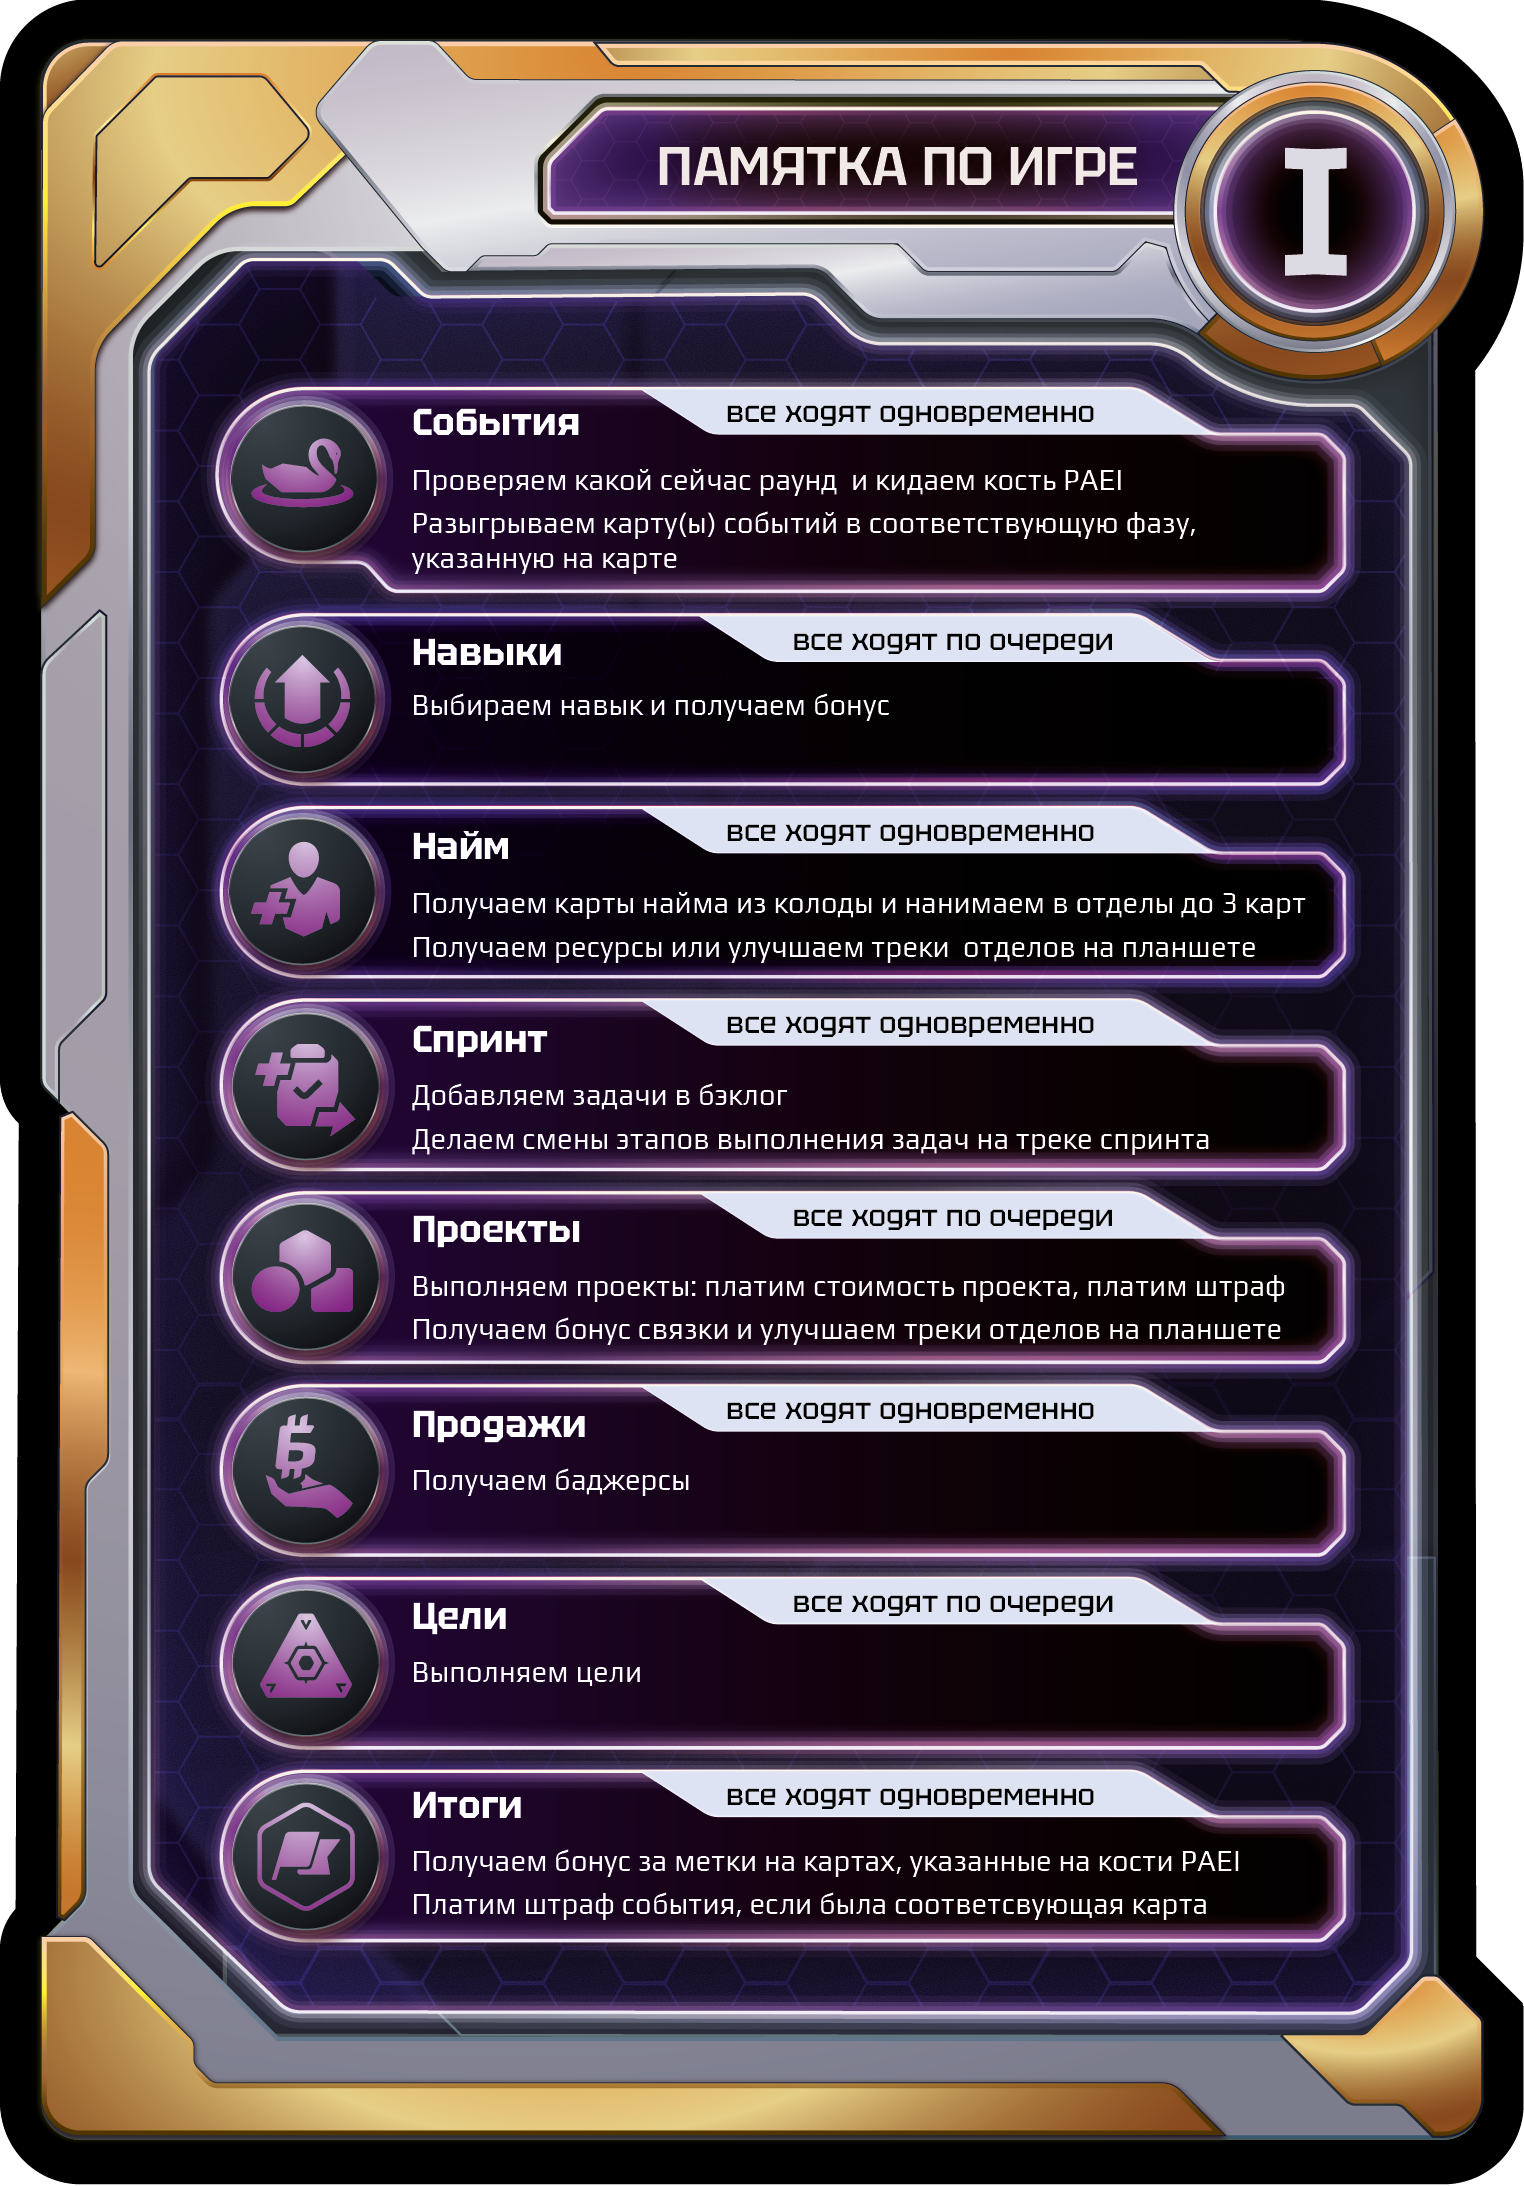 ПАМЯТКА ПО ИГРЕ
I
События
все ходят одновременно
Проверяем какой сейчас раунд и кидаем кость PAEI
Разыгрываем карту(ы) событий в соответствующую фазу,
указанную на карте
Навыки
все ходят по очереди
Выбираем навык и получаем бонус
Найм
все ходят одновременно
Получаем карты найма из колоды и нанимаем в отделы до 3 карт
Получаем ресурсы или улучшаем треки отделов на планшете
Спринт
все ходят одновременно
Добавляем задачи в бэклог
Делаем смены этапов выполнения задач на треке спринта
Проекты
все ходят по очереди
Выполняем проекты: платим стоимость проекта, платим штраф
Получаем бонус связки и улучшаем треки отделов на планшете
Продажи
все ходят одновременно
Б
Получаем баджерсы
Цели
все ходят по очереди
Выполняем цели
Итоги
все ходят одновременно
Получаем бонус за метки на картах, указанные на кости PAEI
Платим штраф события, если была соответсвующая карта